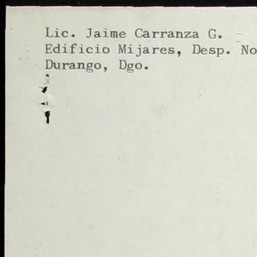 Lic. Jaime Carranza G.
Edificio Mijares, Desp. No
Durango, Dgo.